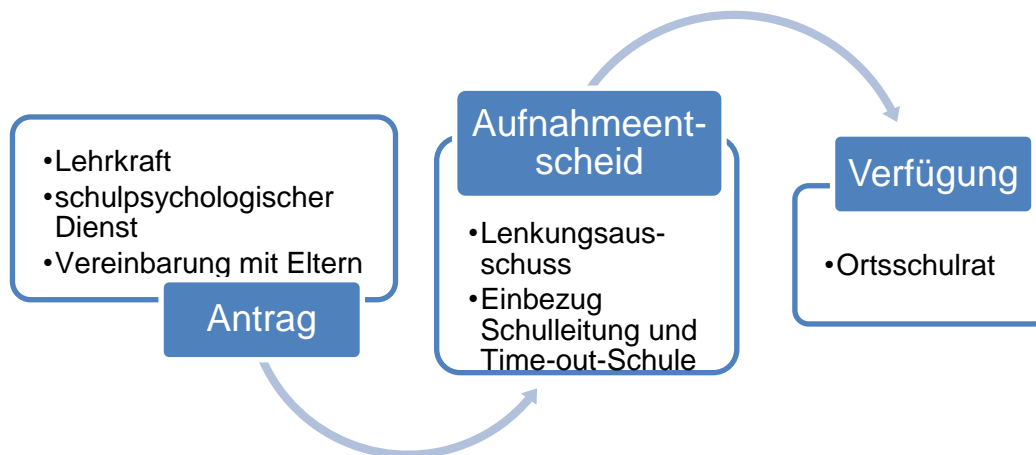 •Lehrkraft
•schulpsychologischer
Dienst
•Vereinbarung mit Eltern
Antrag
Aufnahmeent-
scheid
•Lenkungsaus-
schuss
•Einbezug
Schulleitung und
Time-out-Schule
Verfügung
•Ortsschulrat